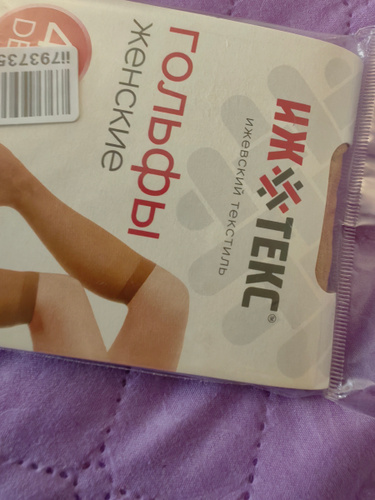 ИЖ ТЕКС®
ижевский текстиль
ГОЛЬФЫ
женские